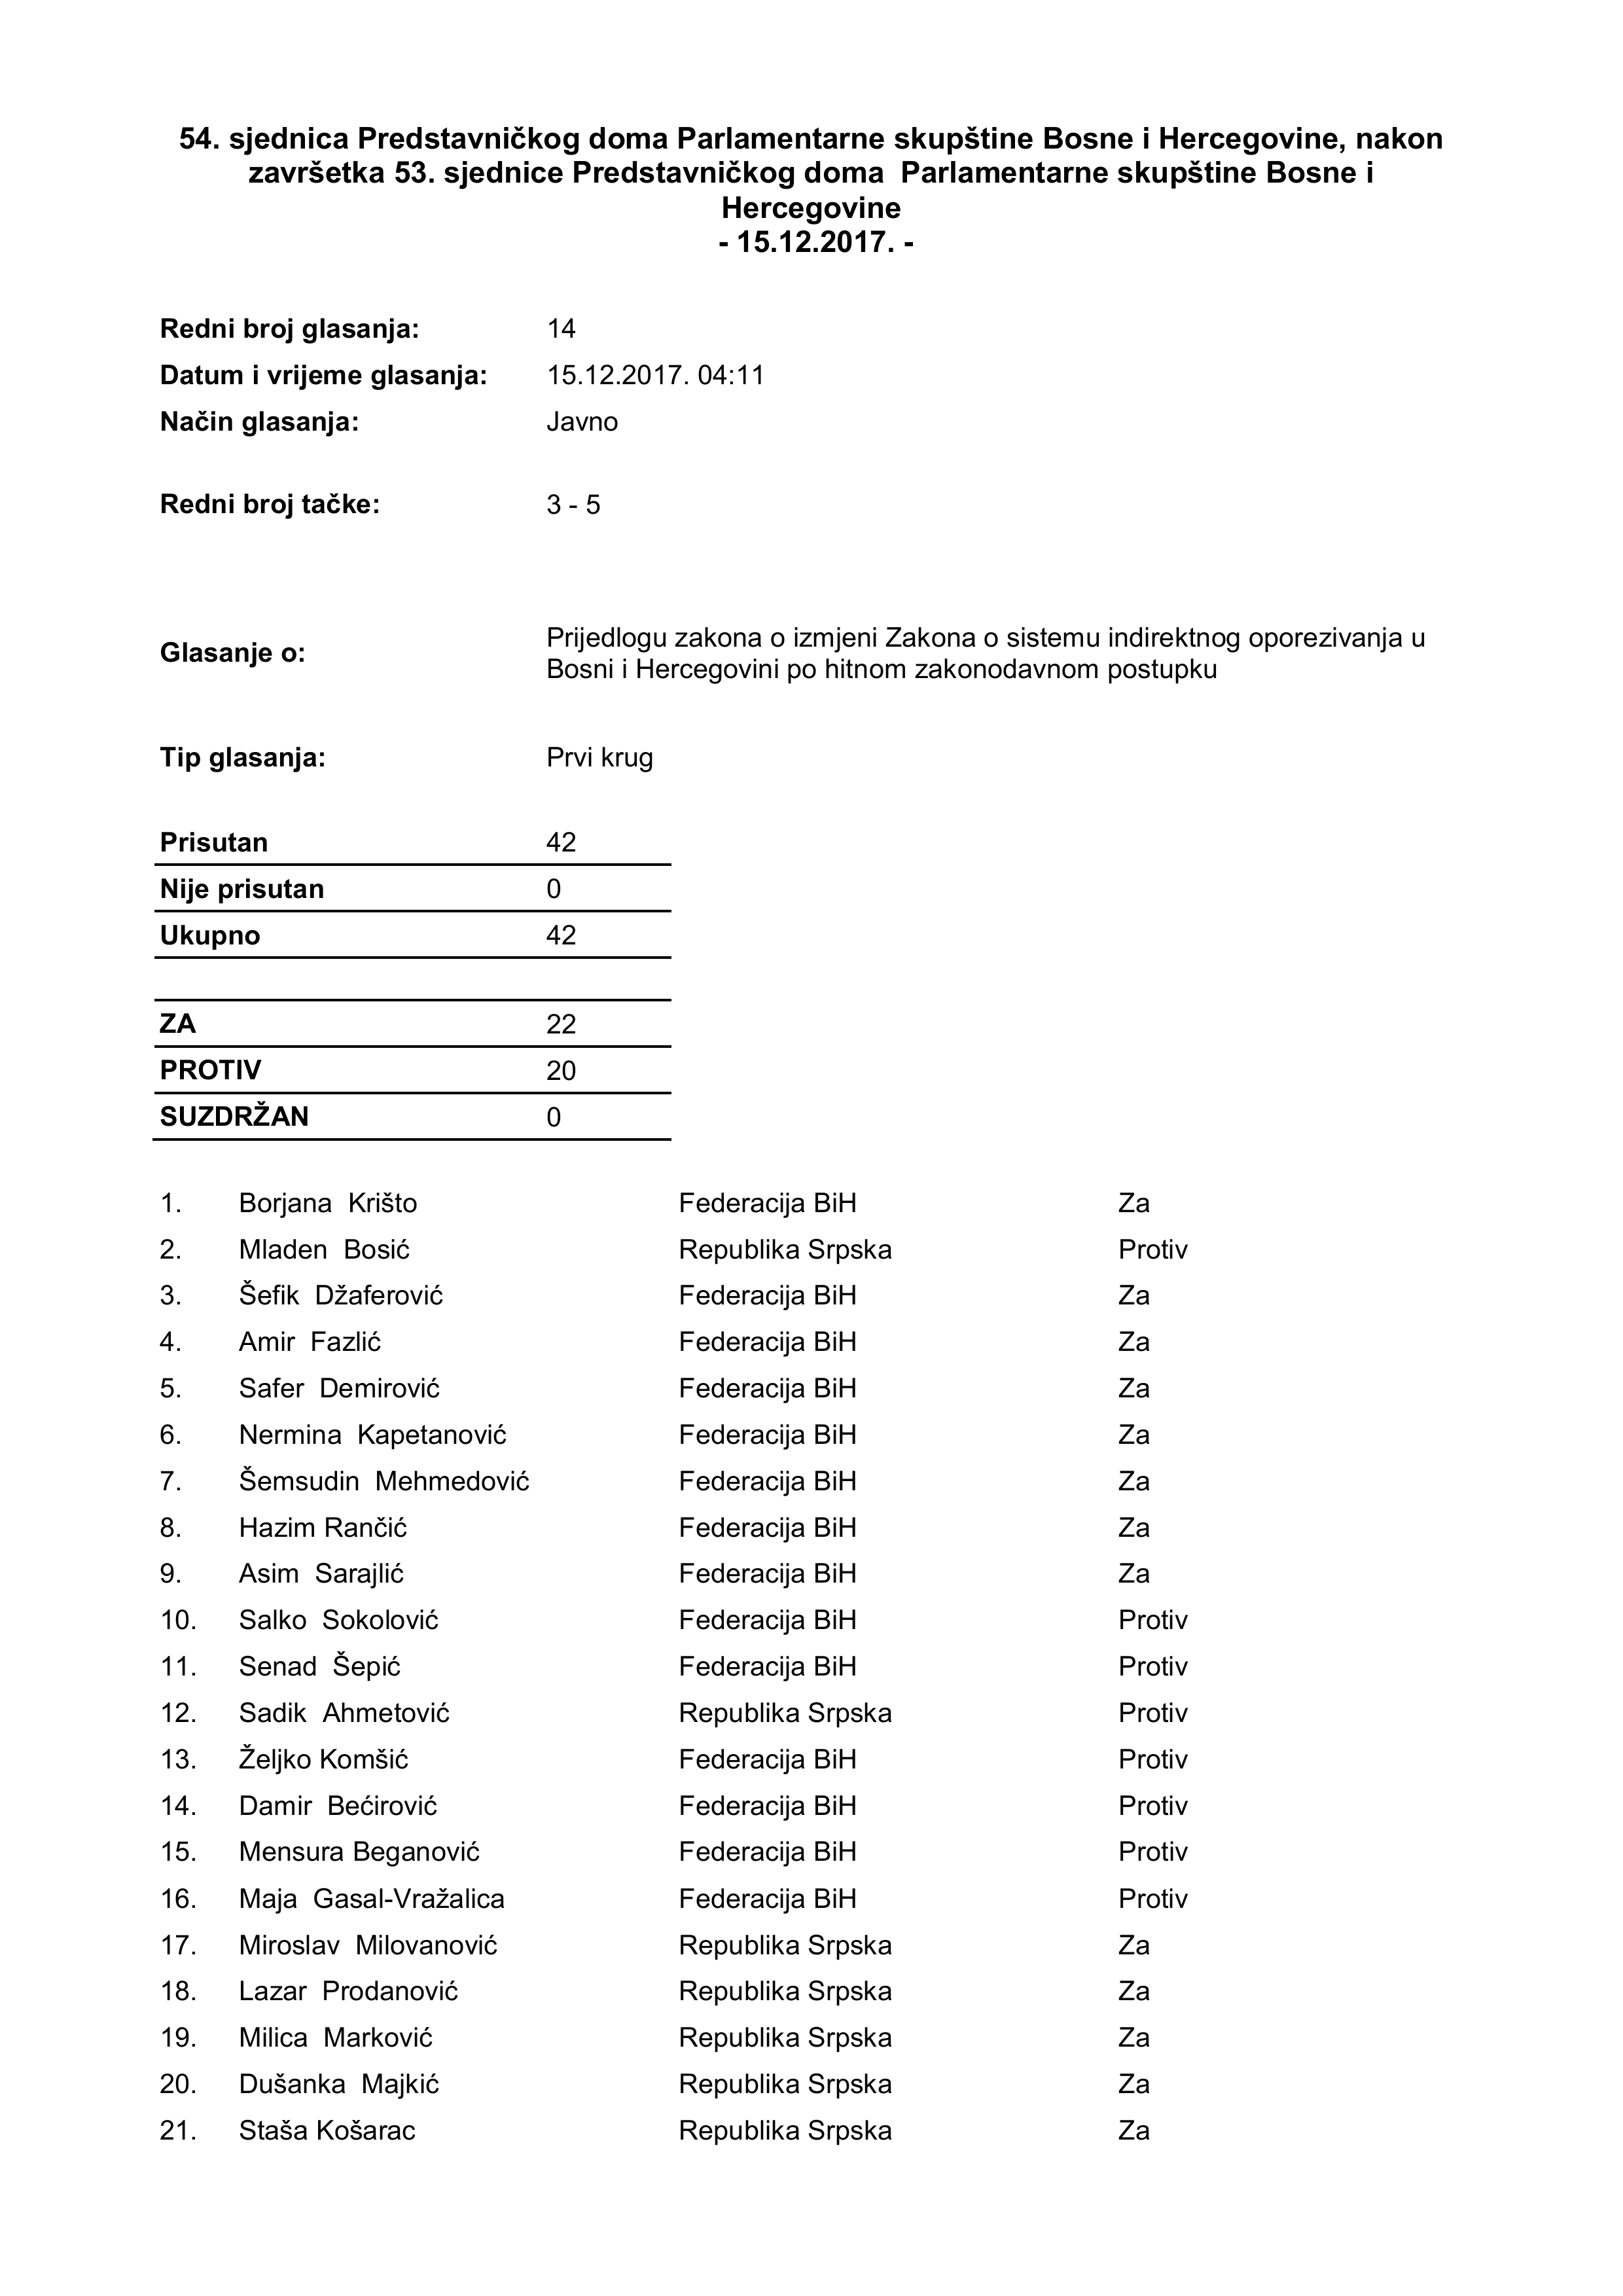 54. sjednica Predstavničkog doma Parlamentarne skupštine Bosne i Hercegovine, nakon
završetka 53. sjednice Predstavničkog doma Parlamentarne skupštine Bosne i
Hercegovine
- 15.12.2017. -
Redni broj glasanja: 14
Datum i vrijeme glasanja: 15.12.2017. 04:11
Način glasanja: Javno
Redni broj tačke: 3 - 5
Glasanje o: Prijedlogu zakona o izmjeni Zakona o sistemu indirektnog oporezivanja u
Bosni i Hercegovini po hitnom zakonodavnom postupku
Tip glasanja: Prvi krug
Prisutan 42
Nije prisutan 0
Ukupno 42
ZA 22
PROTIV 20
SUZDRŽAN 0
1. Borjana Krišto Federacija BiH Za
2. Mladen Bosić Republika Srpska Protiv
3. Šefik Džaferović Federacija BiH Za
4. Amir Fazlić Federacija BiH Za
5. Safer Demirović Federacija BiH Za
6. Nermina Kapetanović Federacija BiH Za
7. Šemsudin Mehmedović Federacija BiH Za
8. Hazim Rančić Federacija BiH Za
9. Asim Sarajlić Federacija BiH Za
10. Salko Sokolović Federacija BiH Protiv
11. Senad Šepić Federacija BiH Protiv
12. Sadik Ahmetović Republika Srpska Protiv
13. Željko Komšić Federacija BiH Protiv
14. Damir Bećirović Federacija BiH Protiv
15. Mensura Beganović Federacija BiH Protiv
16. Maja Gasal-Vražalica Federacija BiH Protiv
17. Miroslav Milovanović Republika Srpska Za
18. Lazar Prodanović Republika Srpska Za
19. Milica Marković Republika Srpska Za
20. Dušanka Majkić Republika Srpska Za
21. Staša Košarac Republika Srpska Za